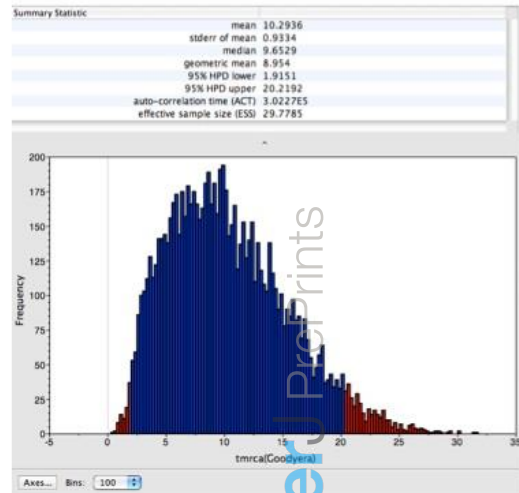 Summary Statistic
mean 10.2936
stderr of mean 0.9334
median 9.6529
geometric mean 8.954
95% HPD lower 1.9151
95% HPD upper 20.2192
auto-correlation time (ACT) 3.0227E5
effective sample size (ESS) 29.7785
200
175
150
125
100
75
50
25
0
Frequency
-5 0 5 10 15 20 25 30 35
tmrca(Goodyera)
erJ PrePrints
Axes... Bins: 100